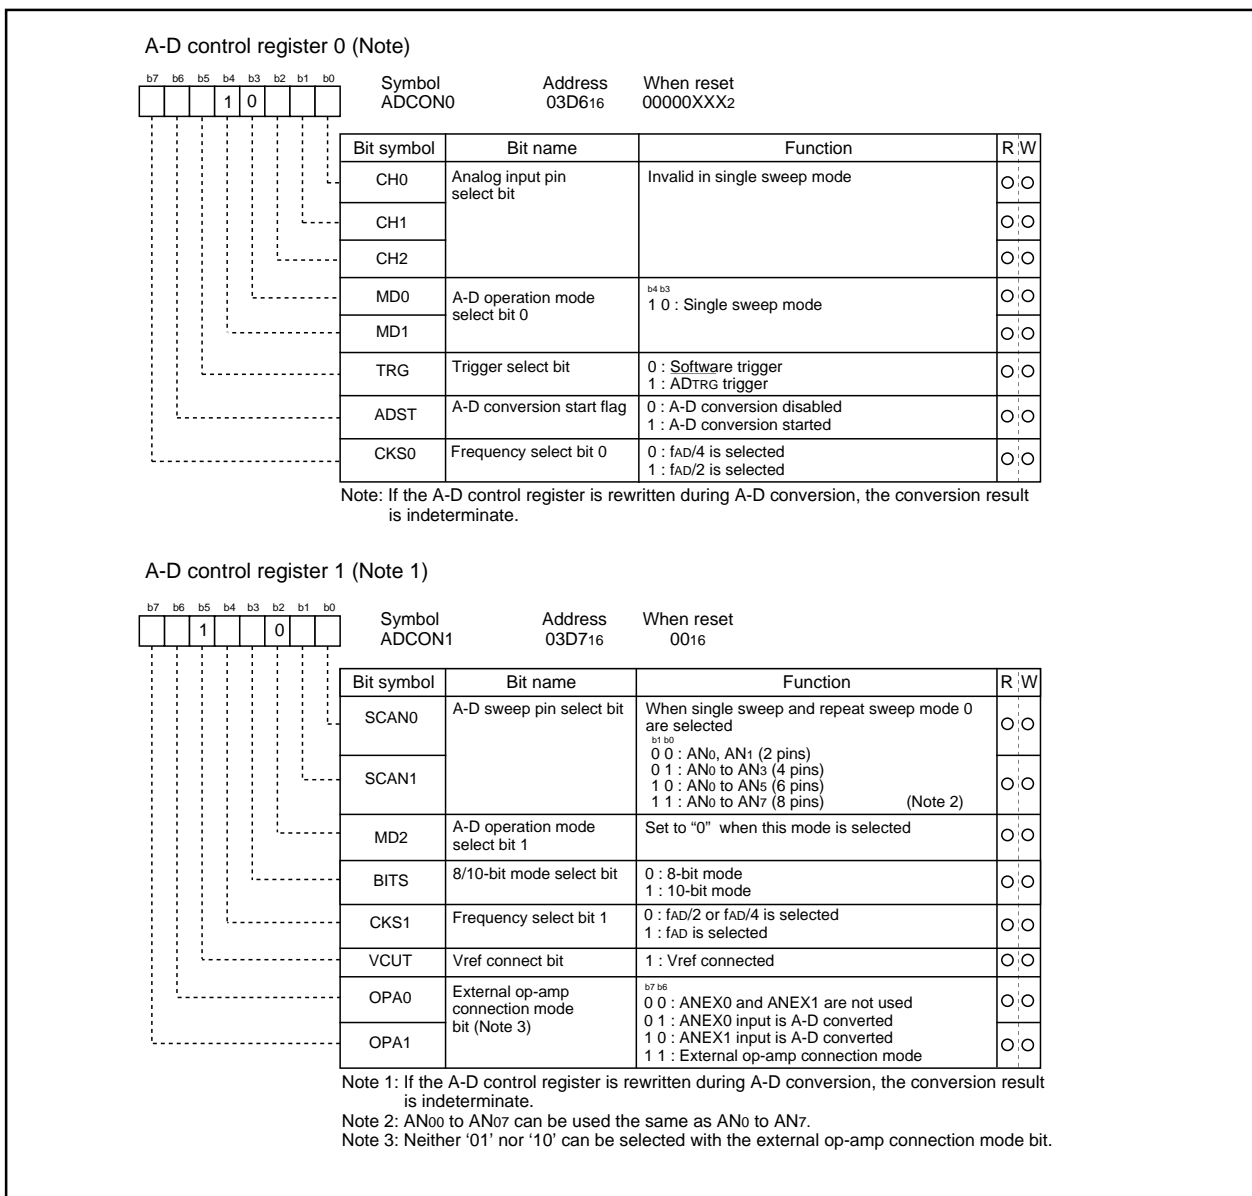 A-D control register 0 (Note)
b7 b6 b5 b4 b3 b2 b1 b0
1 0
Symbol Address When reset
ADCON0 03D616 00000XXX2
Bit symbol Bit name Function R W
CH0 Analog input pin select bit Invalid in single sweep mode
CH1
CH2
MD0 A-D operation mode select bit 0 b4 b3
1 0 : Single sweep mode
MD1
TRG Trigger select bit 0 : Software trigger
1 : ADTRG trigger
ADST A-D conversion start flag 0 : A-D conversion disabled
1 : A-D conversion started
CKS0 Frequency select bit 0 0 : fAD/4 is selected
1 : fAD/2 is selected
Note: If the A-D control register is rewritten during A-D conversion, the conversion result
is indeterminate.
A-D control register 1 (Note 1)
b7 b6 b5 b4 b3 b2 b1 b0
1 0
Symbol Address When reset
ADCON1 03D716 0016
Bit symbol Bit name Function R W
SCAN0 A-D sweep pin select bit When single sweep and repeat sweep mode 0
are selected
b1 b0
0 0 : AN0, AN1 (2 pins)
0 1 : AN0 to AN3 (4 pins)
SCAN1 1 0 : AN0 to AN5 (6 pins)
1 1 : AN0 to AN7 (8 pins) (Note 2)
MD2 A-D operation mode select bit 1 Set to “0” when this mode is selected
BITS 8/10-bit mode select bit 0 : 8-bit mode
1 : 10-bit mode
CKS1 Frequency select bit 1 0 : fAD/2 or fAD/4 is selected
1 : fAD is selected
VCUT Vref connect bit 1 : Vref connected
OPA0 External op-amp connection mode bit (Note 3) b7 b6
0 0 : ANEX0 and ANEX1 are not used
0 1 : ANEX0 input is A-D converted
OPA1 1 0 : ANEX1 input is A-D converted
1 1 : External op-amp connection mode
Note 1: If the A-D control register is rewritten during A-D conversion, the conversion result
is indeterminate.
Note 2: AN00 to AN07 can be used the same as AN0 to AN7.
Note 3: Neither ‘01’ nor ‘10’ can be selected with the external op-amp connection mode bit.